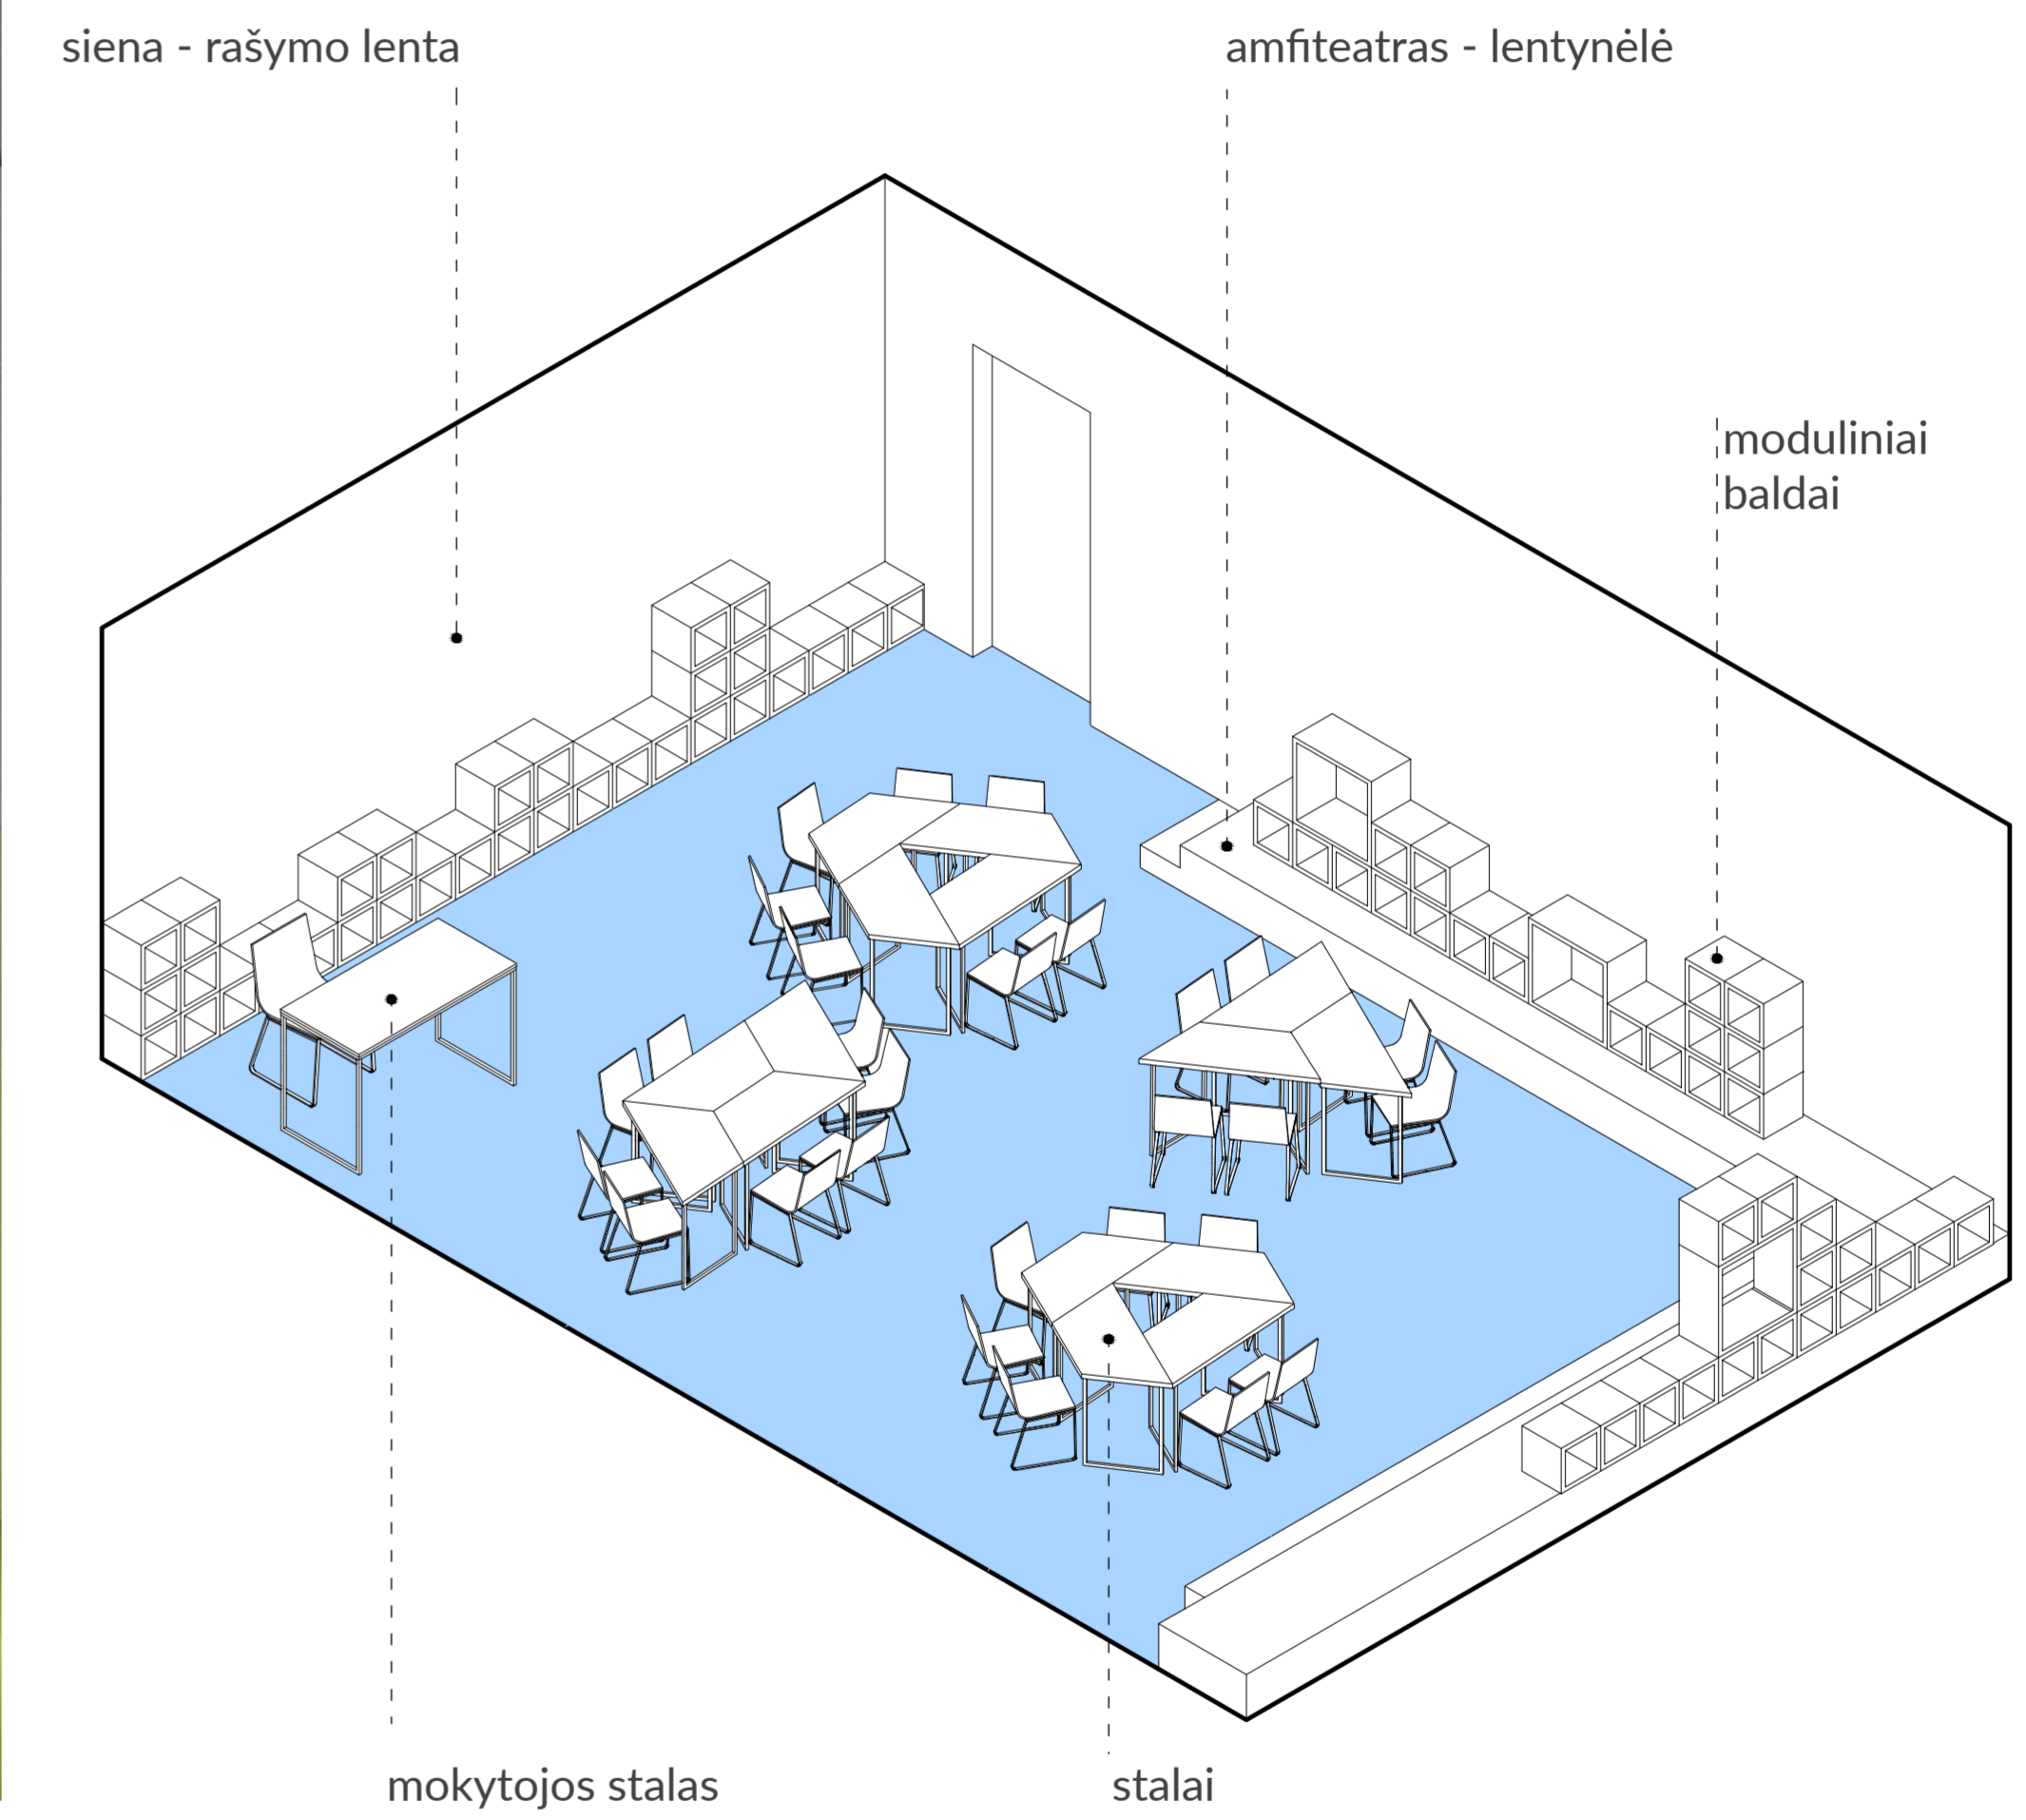 siena - rašymo lenta
amfiteatras - lentynėlė
moduliniai
baldai
mokytojos stalas
stalai